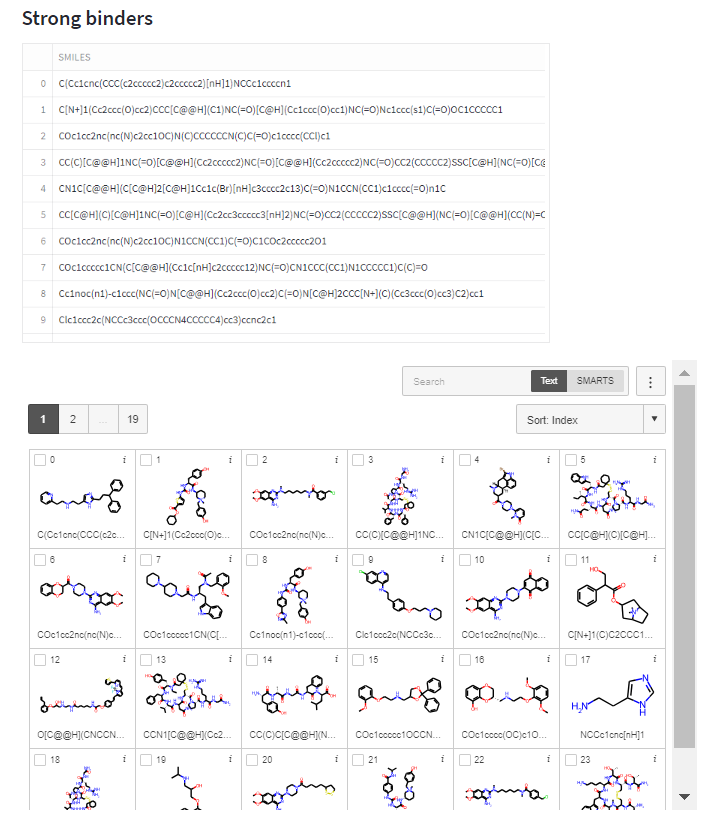 Strong binders
SMILES
0 C(Cc1cnc(CCC(c2ccccc2)c2ccccc2)[nH]1)NCCc1ccccn1
1 C[N+]1(Cc2ccc(O)cc2)CCC[C@@H](C1)NC(=O)[C@@H](Cc1ccc(O)cc1)NC(=O)Nc1ccc(s1)C(=O)OC1CCCCC1
2 COc1cc2nc(nc(N)c2cc1OC)N(C)CCCCCCN(C)C(=O)c1cccc(CCl)c1
3 CC(C)[C@@H]1NC(=O)[C@@H](Cc2ccccc2)NC(=O)[C@@H](Cc2ccccc2)NC(=O)CC2(CCCCC2)SSC[C@H](NC(=O)[C@
4 CN1C[C@@H](C[C@H]2[C@H]1Cc1c(Br)[nH]c3cccc2c13)C(=O)N1CCN(CC1)c1cccc(=O)n1C
5 CC[C@H](C)[C@H]1NC(=O)[C@H](Cc2cc3ccccc3[nH]2)NC(=O)CC2(CCCCC2)SSC[C@@H](NC(=O)[C@@H](CC(N)=O
6 COc1cc2nc(nc(N)c2cc1OC)N1CCN(CC1)C(=O)C1COc2ccccc2O1
7 COc1ccccc1CN(C[C@@H](Cc1c[nH]c2ccccc12)NC(=O)CN1CCC(CC1)N1CCCCC1)C(C)=O
8 Cc1noc(n1)-c1ccc(NC(=O)N[C@@H](Cc2ccc(O)cc2)C(=O)N[C@H]2CCC[N+](C)(Cc3ccc(O)cc3)C2)cc1
9 Clc1ccc2c(NCCc3ccc(OCCCN4CCCCC4)cc3)ccnc2c1
Search Text SMARTS
1 2 ... 19 Sort: Index
0 i 1 i 2 i 3 i 4 i 5 i
C(Cc1cnc(CCC(c2c... C[N+]1(Cc2ccc(O)c... COc1cc2nc(nc(N)c... CC(C)[C@@H]1NC... CN1C[C@@H](C[C... CC[C@H](C)[C@H]...
6 i 7 i 8 i 9 i 10 i 11 i
COc1cc2nc(nc(N)c... COc1ccccc1CN(C[... Cc1noc(n1)-c1ccc(... Clc1ccc2c(NCCc3c... COc1cc2nc(nc(N)c... C[N+]1(C)C2CCC1...
12 i 13 i 14 i 15 i 16 i 17 i
O[C@@H](CNCCN... CCN1[C@@H](Cc2... CC(C)C[C@@H](N... COc1ccccc1OCCN... COc1cccc(OC)c1O... NCCc1cnc[nH]1
18 i 19 i 20 i 21 i 22 i 23 i